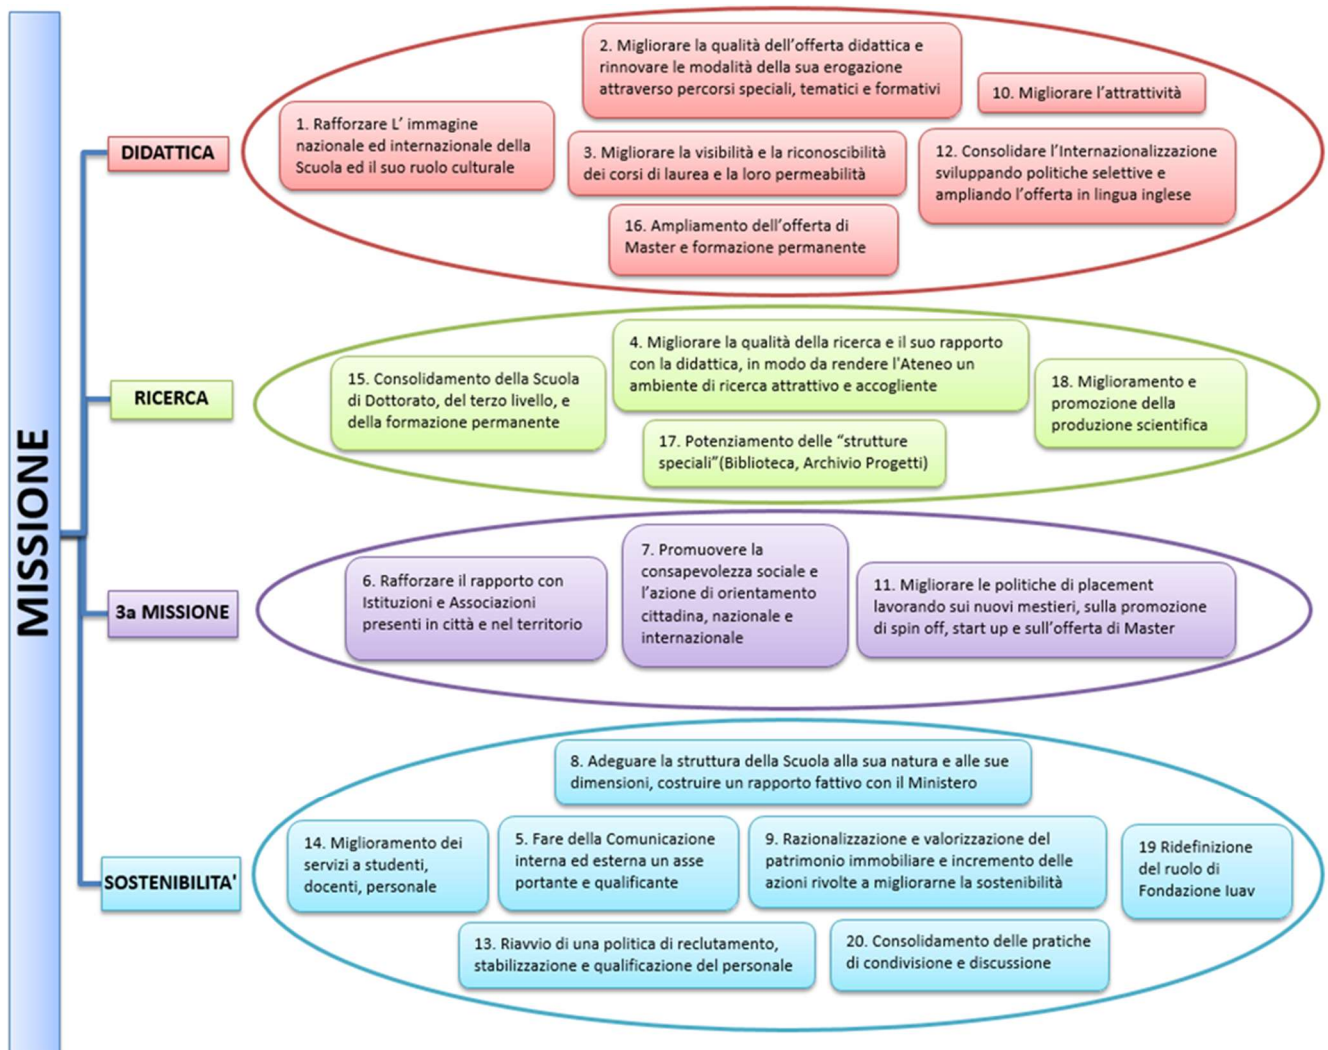 MISSIONE
DIDATTICA
1. Rafforzare L' immagine
nazionale ed internazionale della
Scuola ed il suo ruolo culturale
2. Migliorare la qualità dell'offerta didattica e
rinnovare le modalità della sua erogazione
attraverso percorsi speciali, tematici e formativi
10. Migliorare l'attrattività
3. Migliorare la visibilità e la riconoscibilità
dei corsi di laurea e la loro permeabilità
12. Consolidare l'Internazionalizzazione
sviluppando politiche selettive e
ampliando l'offerta in lingua inglese
16. Ampliamento dell'offerta di
Master e formazione permanente
RICERCA
15. Consolidamento della Scuola
di Dottorato, del terzo livello, e
della formazione permanente
4. Migliorare la qualità della ricerca e il suo rapporto
con la didattica, in modo da rendere l'Ateneo un
ambiente di ricerca attrattivo e accogliente
18. Miglioramento e
promozione della
produzione scientifica
17. Potenziamento delle “strutture
speciali”(Biblioteca, Archivio Progetti)
3a MISSIONE
6. Rafforzare il rapporto con
Istituzioni e Associazioni
presenti in città e nel territorio
7. Promuovere la
consapevolezza sociale e
l'azione di orientamento
cittadina, nazionale e
internazionale
11. Migliorare le politiche di placement
lavorando sui nuovi mestieri, sulla promozione
di spin off, start up e sull'offerta di Master
SOSTENIBILITA'
8. Adeguare la struttura della Scuola alla sua natura e alle sue
dimensioni, costruire un rapporto fattivo con il Ministero
14. Miglioramento dei
servizi a studenti,
docenti, personale
5. Fare della Comunicazione
interna ed esterna un asse
portante e qualificante
9. Razionalizzazione e valorizzazione del
patrimonio immobiliare e incremento delle
azioni rivolte a migliorarne la sostenibilità
19 Ridefinizione
del ruolo di
Fondazione Iuav
13. Riavvio di una politica di reclutamento,
stabilizzazione e qualificazione del personale
20. Consolidamento delle pratiche
di condivisione e discussione